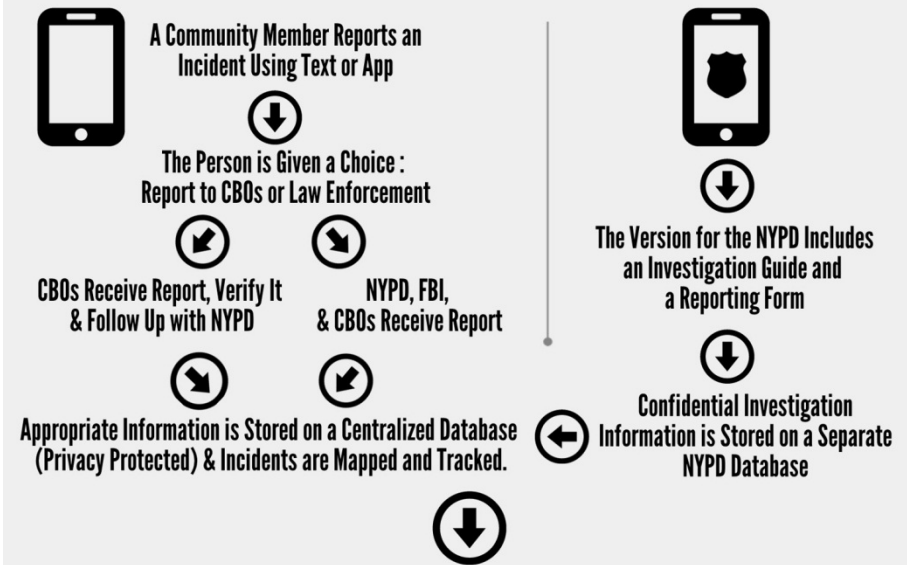 A Community Member Reports an
Incident Using Text or App
The Person is Given a Choice :
Report to CBOs or Law Enforcement
CBOs Receive Report, Verify It
& Follow Up with NYPD
NYPD, FBI,
& CBOs Receive Report
Appropriate Information is Stored on a Centralized Database
(Privacy Protected) & Incidents are Mapped and Tracked.
The Version for the NYPD Includes
an Investigation Guide and
a Reporting Form
Confidential Investigation
Information is Stored on a Separate
NYPD Database